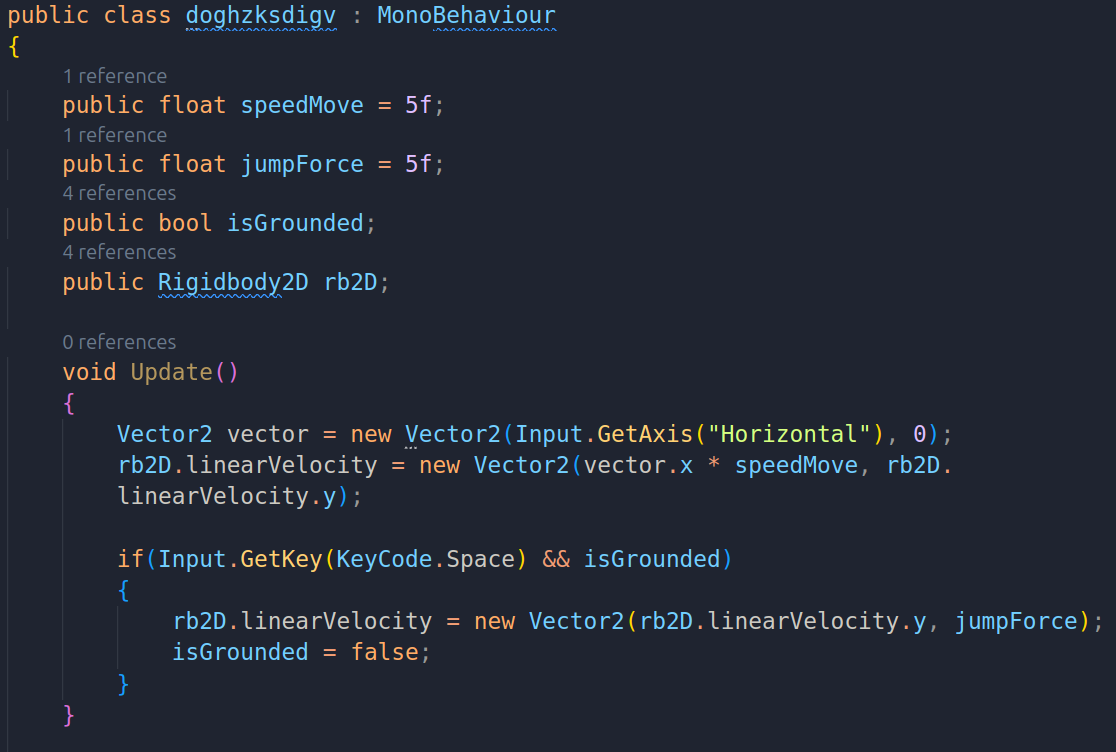 public class doghzksdigv : MonoBehaviour
{
1 reference
public float speedMove = 5f;
1 reference
public float jumpForce = 5f;
4 references
public bool isGrounded;
4 references
public Rigidbody2D rb2D;
0 references
void Update()
{
Vector2 vector = new Vector2(Input.GetAxis("Horizontal"), 0);
rb2D.linearVelocity = new Vector2(vector.x * speedMove, rb2D.
linearVelocity.y);
if(Input.GetKey(KeyCode.Space) && isGrounded)
{
rb2D.linearVelocity = new Vector2(rb2D.linearVelocity.y, jumpForce);
isGrounded = false;
}
}